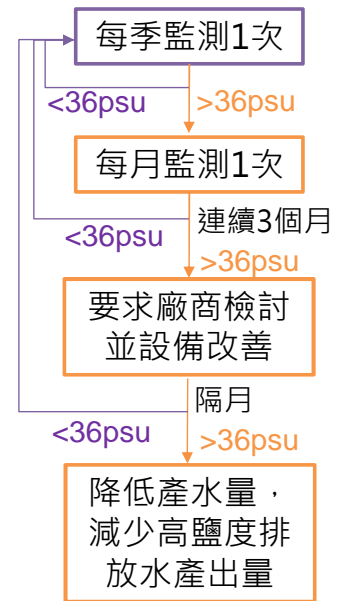 每季監測1次
<36psu
>36psu
每月監測1次
連續3個月
<36psu
>36psu
要求廠商檢討
並設備改善
隔月
<36psu
>36psu
降低產水量，
減少高鹽度排
放水產出量